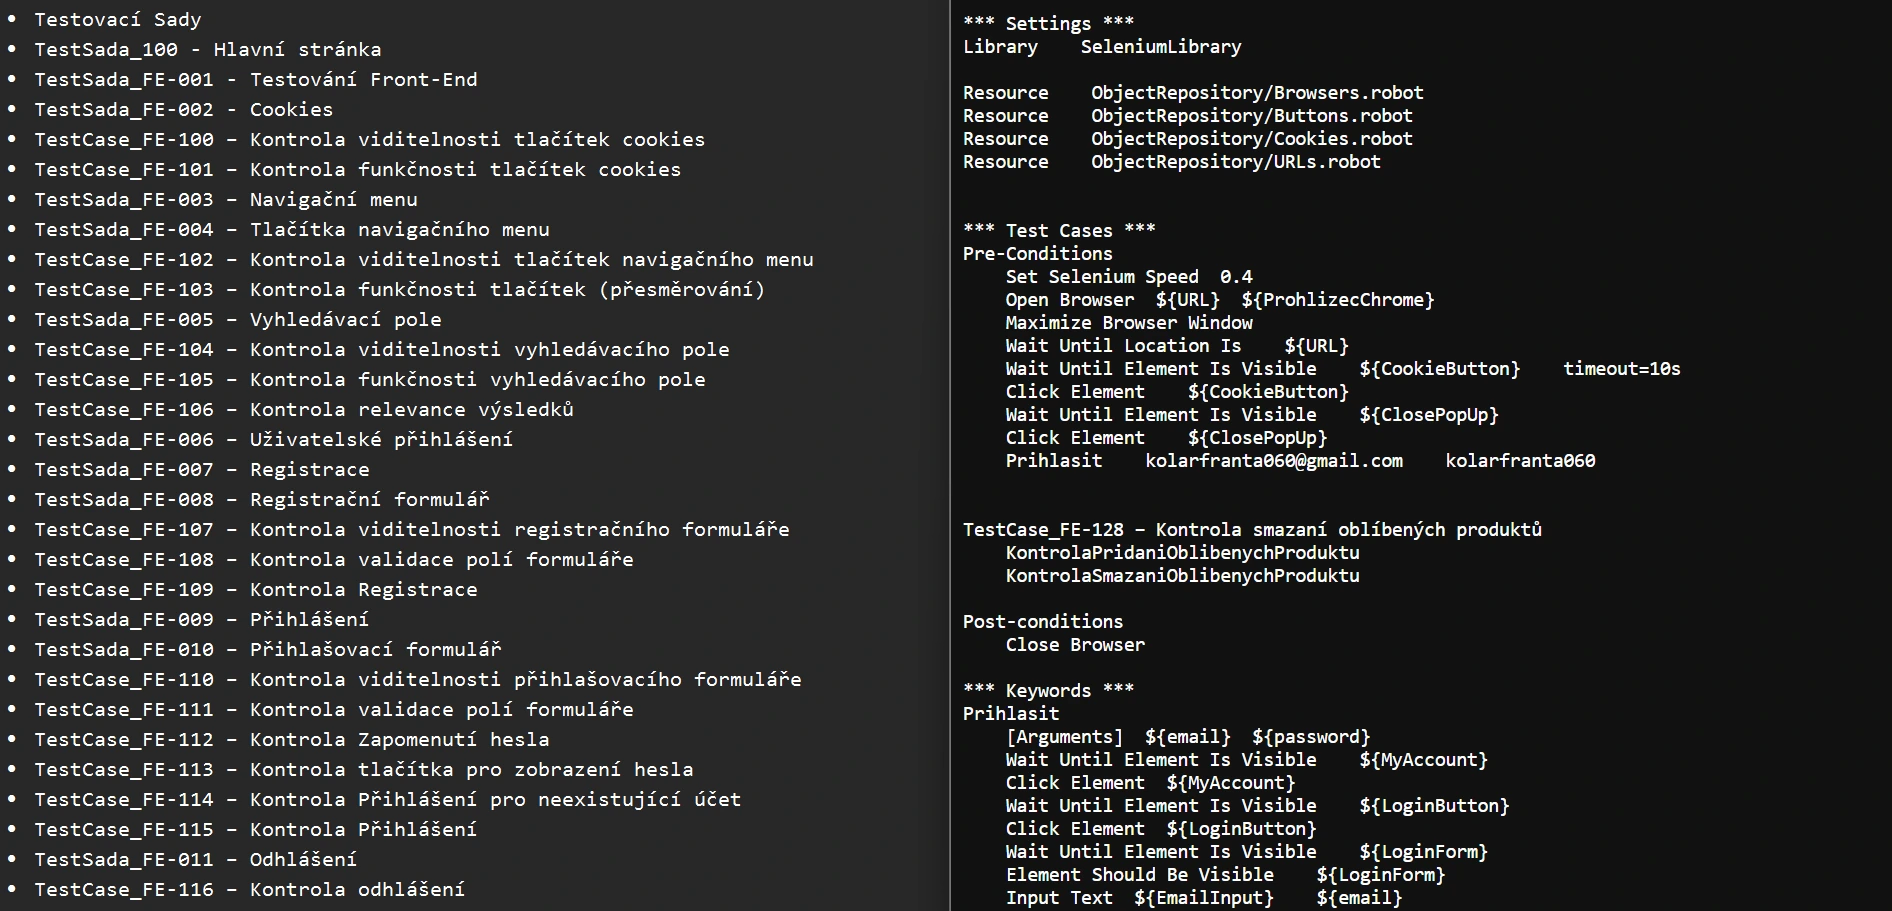 • Testovací Sady
• TestSada_100 - Hlavní stránka
• TestSada_FE-001 - Testování Front-End
• TestSada_FE-002 - Cookies
• TestCase_FE-100 – Kontrola viditelnosti tlačítek cookies
• TestCase_FE-101 – Kontrola funkčnosti tlačítek cookies
• TestSada_FE-003 – Navigační menu
• TestSada_FE-004 – Tlačítka navigačního menu
• TestCase_FE-102 – Kontrola viditelnosti tlačítek navigačního menu
• TestCase_FE-103 – Kontrola funkčnosti tlačítek (přesměrování)
• TestSada_FE-005 – Vyhledávací pole
• TestCase_FE-104 – Kontrola viditelnosti vyhledávacího pole
• TestCase_FE-105 – Kontrola funkčnosti vyhledávacího pole
• TestCase_FE-106 – Kontrola relevance výsledků
• TestSada_FE-006 – Uživatelské přihlášení
• TestSada_FE-007 – Registrace
• TestSada_FE-008 – Registrační formulář
• TestCase_FE-107 – Kontrola viditelnosti registračního formuláře
• TestCase_FE-108 – Kontrola validace polí formuláře
• TestCase_FE-109 – Kontrola Registrace
• TestSada_FE-009 – Přihlášení
• TestSada_FE-010 – Přihlašovací formulář
• TestCase_FE-110 – Kontrola viditelnosti přihlašovacího formuláře
• TestCase_FE-111 – Kontrola validace polí formuláře
• TestCase_FE-112 – Kontrola Zapomenutí hesla
• TestCase_FE-113 – Kontrola tlačítka pro zobrazení hesla
• TestCase_FE-114 – Kontrola Přihlášení pro neexistující účet
• TestCase_FE-115 – Kontrola Přihlášení
• TestSada_FE-011 – Odhlášení
• TestCase_FE-116 – Kontrola odhlášení
*** Settings ***
Library    SeleniumLibrary
Resource    ObjectRepository/Browsers.robot
Resource    ObjectRepository/Buttons.robot
Resource    ObjectRepository/Cookies.robot
Resource    ObjectRepository/URLs.robot
*** Test Cases ***
Pre-Conditions
    Set Selenium Speed  0.4
    Open Browser  ${URL}  ${ProhlizecChrome}
    Maximize Browser Window
    Wait Until Location Is    ${URL}
    Wait Until Element Is Visible    ${CookieButton}    timeout=10s
    Click Element    ${CookieButton}
    Wait Until Element Is Visible    ${ClosePopUp}
    Click Element    ${ClosePopUp}
    Prihlasit    kolarfranta060@gmail.com    kolarfranta060
TestCase_FE-128 – Kontrola smazaní oblíbených produktů
    KontrolaPridaniOblibenychProduktu
    KontrolaSmazaniOblibenychProduktu
Post-conditions
    Close Browser
*** Keywords ***
Prihlasit
    [Arguments]  ${email}  ${password}
    Wait Until Element Is Visible    ${MyAccount}
    Click Element  ${MyAccount}
    Wait Until Element Is Visible    ${LoginButton}
    Click Element  ${LoginButton}
    Wait Until Element Is Visible    ${LoginForm}
    Element Should Be Visible    ${LoginForm}
    Input Text  ${EmailInput}    ${email}